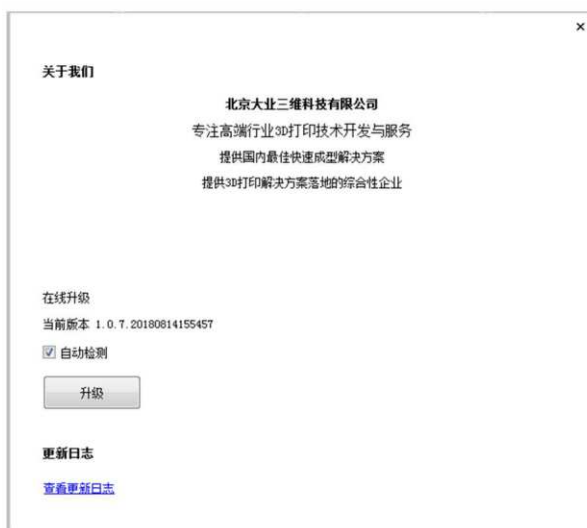 ×
关于我们
北京大业三维科技有限公司
专注高端行业3D打印技术开发与服务
提供国内最佳快速成型解决方案
提供3D打印解决方案落地的综合性企业
在线升级
当前版本 1.0.7.20180814155457
自动检测
升级
更新日志
查看更新日志